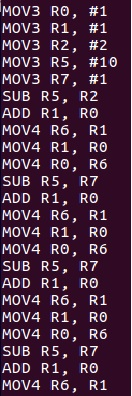 MOV3 R0, #1
MOV3 R1, #1
MOV3 R2, #2
MOV3 R5, #10
MOV3 R7, #1
SUB R5, R2
ADD R1, R0
MOV4 R6, R1
MOV4 R1, R0
MOV4 R0, R6
SUB R5, R7
ADD R1, R0
MOV4 R6, R1
MOV4 R1, R0
MOV4 R0, R6
SUB R5, R7
ADD R1, R0
MOV4 R6, R1
MOV4 R1, R0
MOV4 R0, R6
SUB R5, R7
ADD R1, R0
MOV4 R6, R1